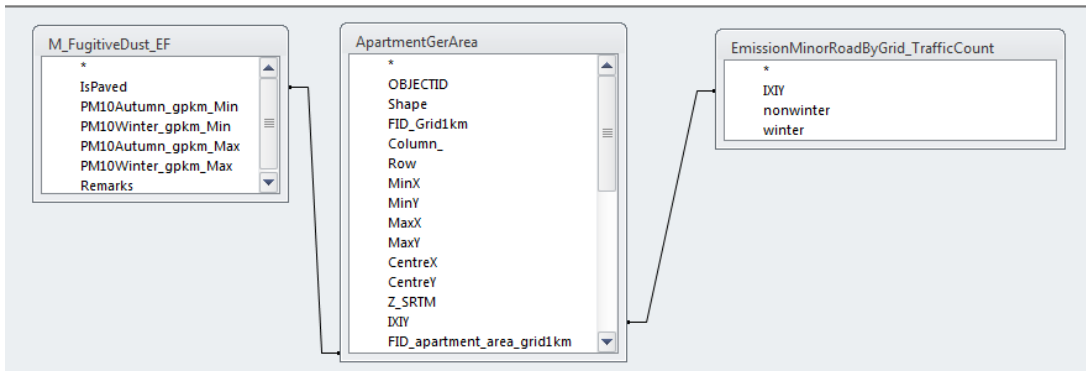 M_FugitiveDust_EF
*
IsPaved
PM10Autumn_gpkm_Min
PM10Winter_gpkm_Min
PM10Autumn_gpkm_Max
PM10Winter_gpkm_Max
Remarks
ApartmentGerArea
*
OBJECTID
Shape
FID_Grid1km
Column_
Row
MinX
MinY
MaxX
MaxY
CentreX
CentreY
Z_SRTM
IXIY
FID_apartment_area_grid1km
EmissionMinorRoadByGrid_TrafficCount
*
IXIY
nonwinter
winter